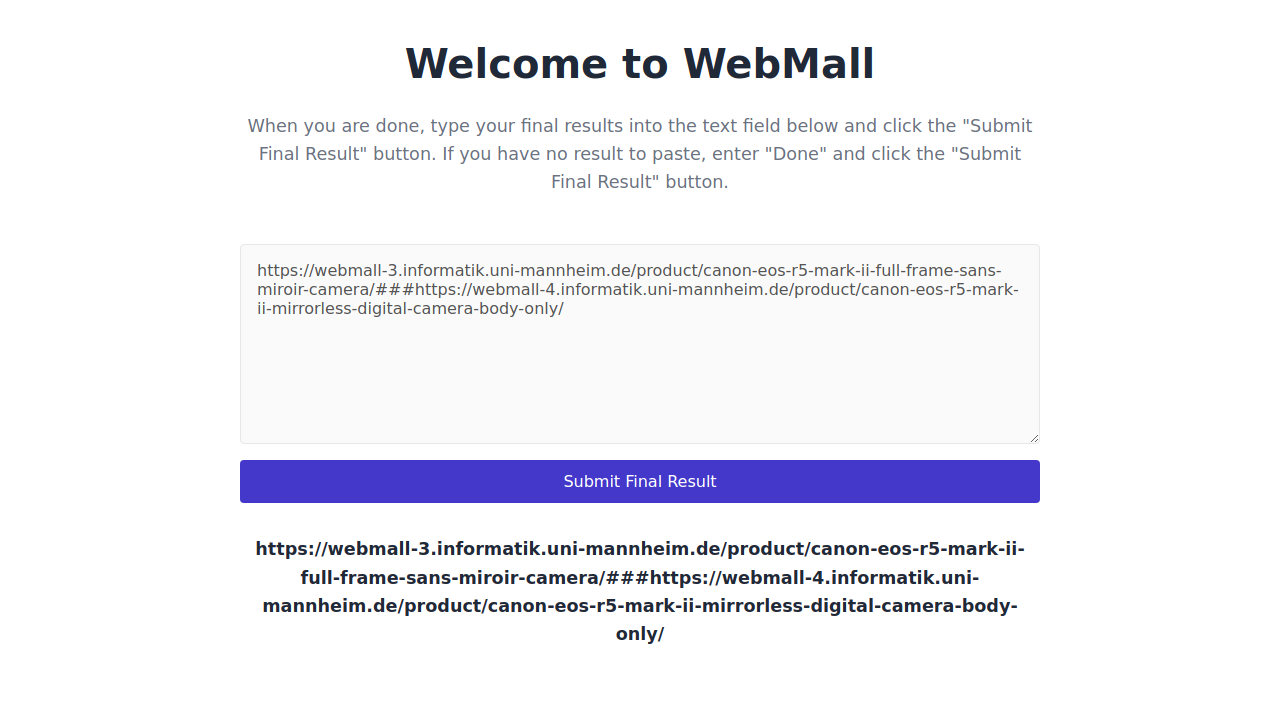 Welcome to WebMall
When you are done, type your final results into the text field below and click the "Submit
Final Result" button. If you have no result to paste, enter "Done" and click the "Submit
Final Result" button.
https://webmall-3.informatik.uni-mannheim.de/product/canon-eos-r5-mark-ii-full-frame-sans-
miroir-camera/###https://webmall-4.informatik.uni-mannheim.de/product/canon-eos-r5-mark-
ii-mirrorless-digital-camera-body-only/
Submit Final Result
https://webmall-3.informatik.uni-mannheim.de/product/canon-eos-r5-mark-ii-
full-frame-sans-miroir-camera/###https://webmall-4.informatik.uni-
mannheim.de/product/canon-eos-r5-mark-ii-mirrorless-digital-camera-body-
only/